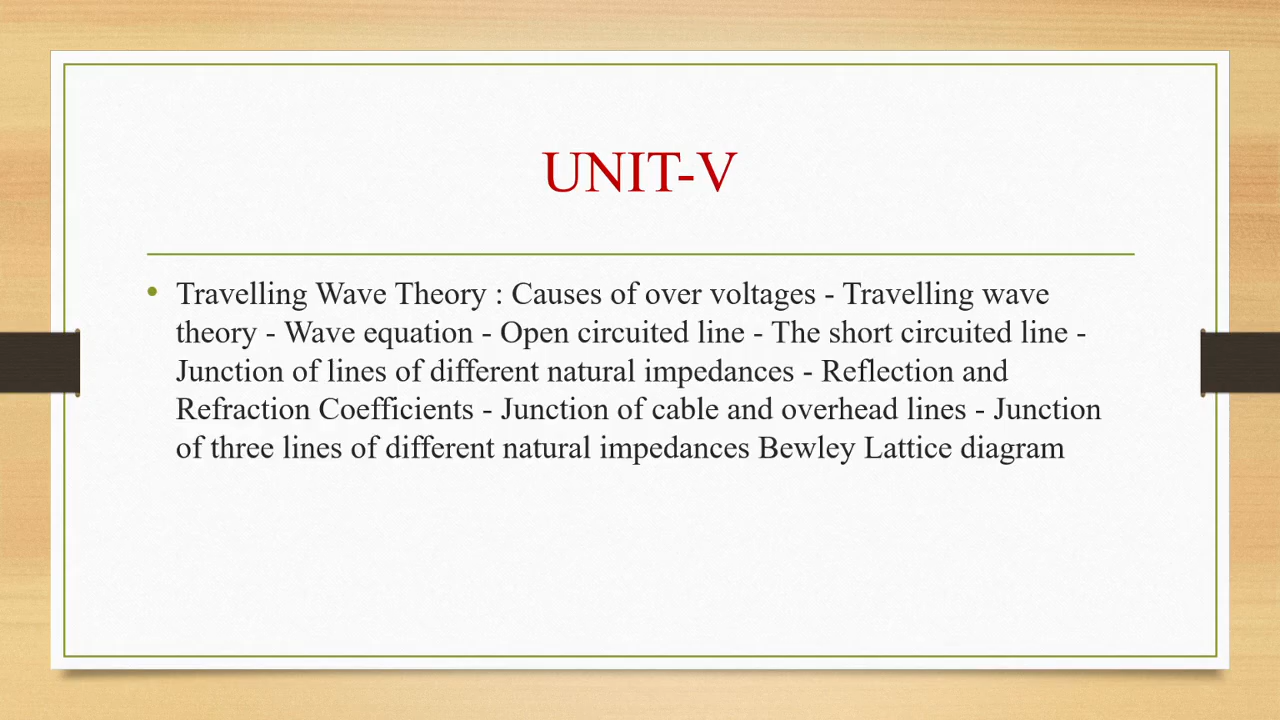 UNIT-V
• Travelling Wave Theory : Causes of over voltages - Travelling wave
theory - Wave equation - Open circuited line - The short circuited line -
Junction of lines of different natural impedances - Reflection and
Refraction Coefficients - Junction of cable and overhead lines - Junction
of three lines of different natural impedances Bewley Lattice diagram